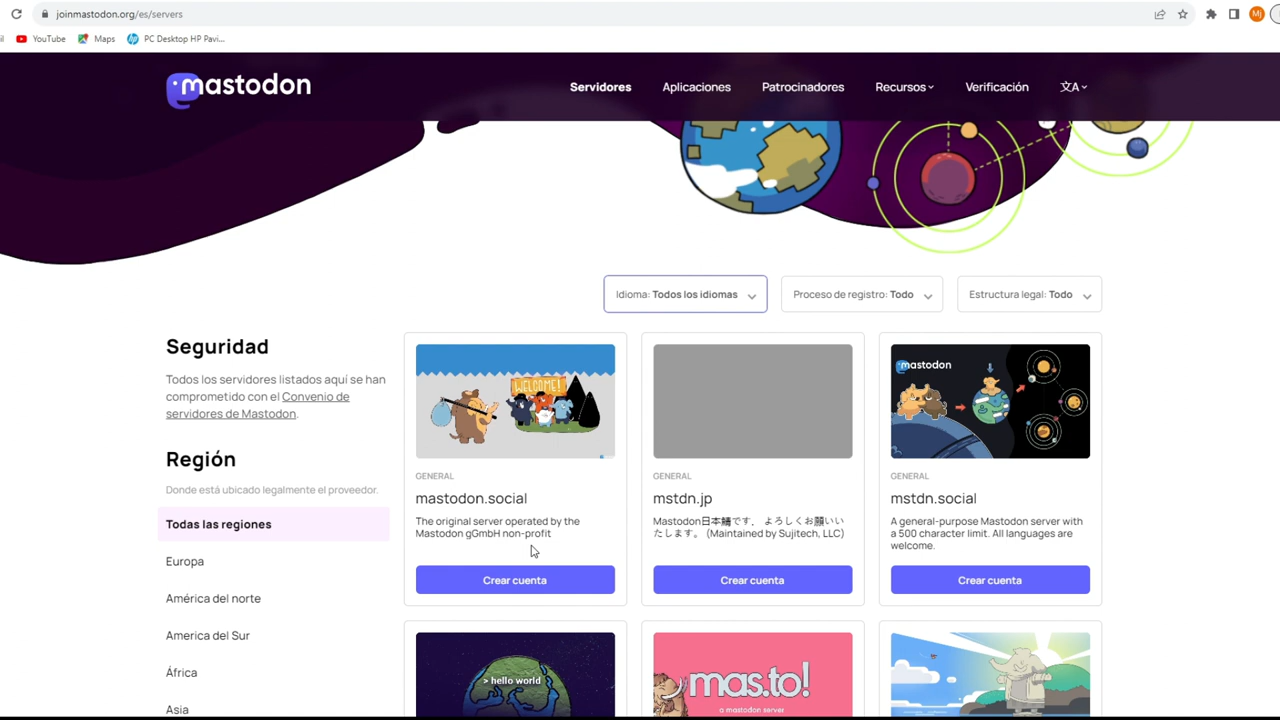 joinmastodon.org/es/servers
Mj
YouTube
Maps
PC Desktop HP Pavi...
mastodon
Servidores
Aplicaciones
Patrocinadores
Recursos
Verificación
文A
Idioma: Todos los idiomas
Proceso de registro: Todo
Estructura legal: Todo
Seguridad
Todos los servidores listados aquí se han
comprometido con el Convenio de
servidores de Mastodon.
Región
Donde está ubicado legalmente el proveedor.
Todas las regiones
Europa
América del norte
America del Sur
África
Asia
WELCOME!
GENERAL
mastodon.social
The original server operated by the
Mastodon gGmbH non-profit
Crear cuenta
GENERAL
mstdn.jp
Mastodon日本鯖です. よろしくお願いい
たします。 (Maintained by Sujitech, LLC)
Crear cuenta
mastodon
GENERAL
mstdn.social
A general-purpose Mastodon server with
a 500 character limit. All languages are
welcome.
Crear cuenta
> hello world
mas.to!
a mastodon server